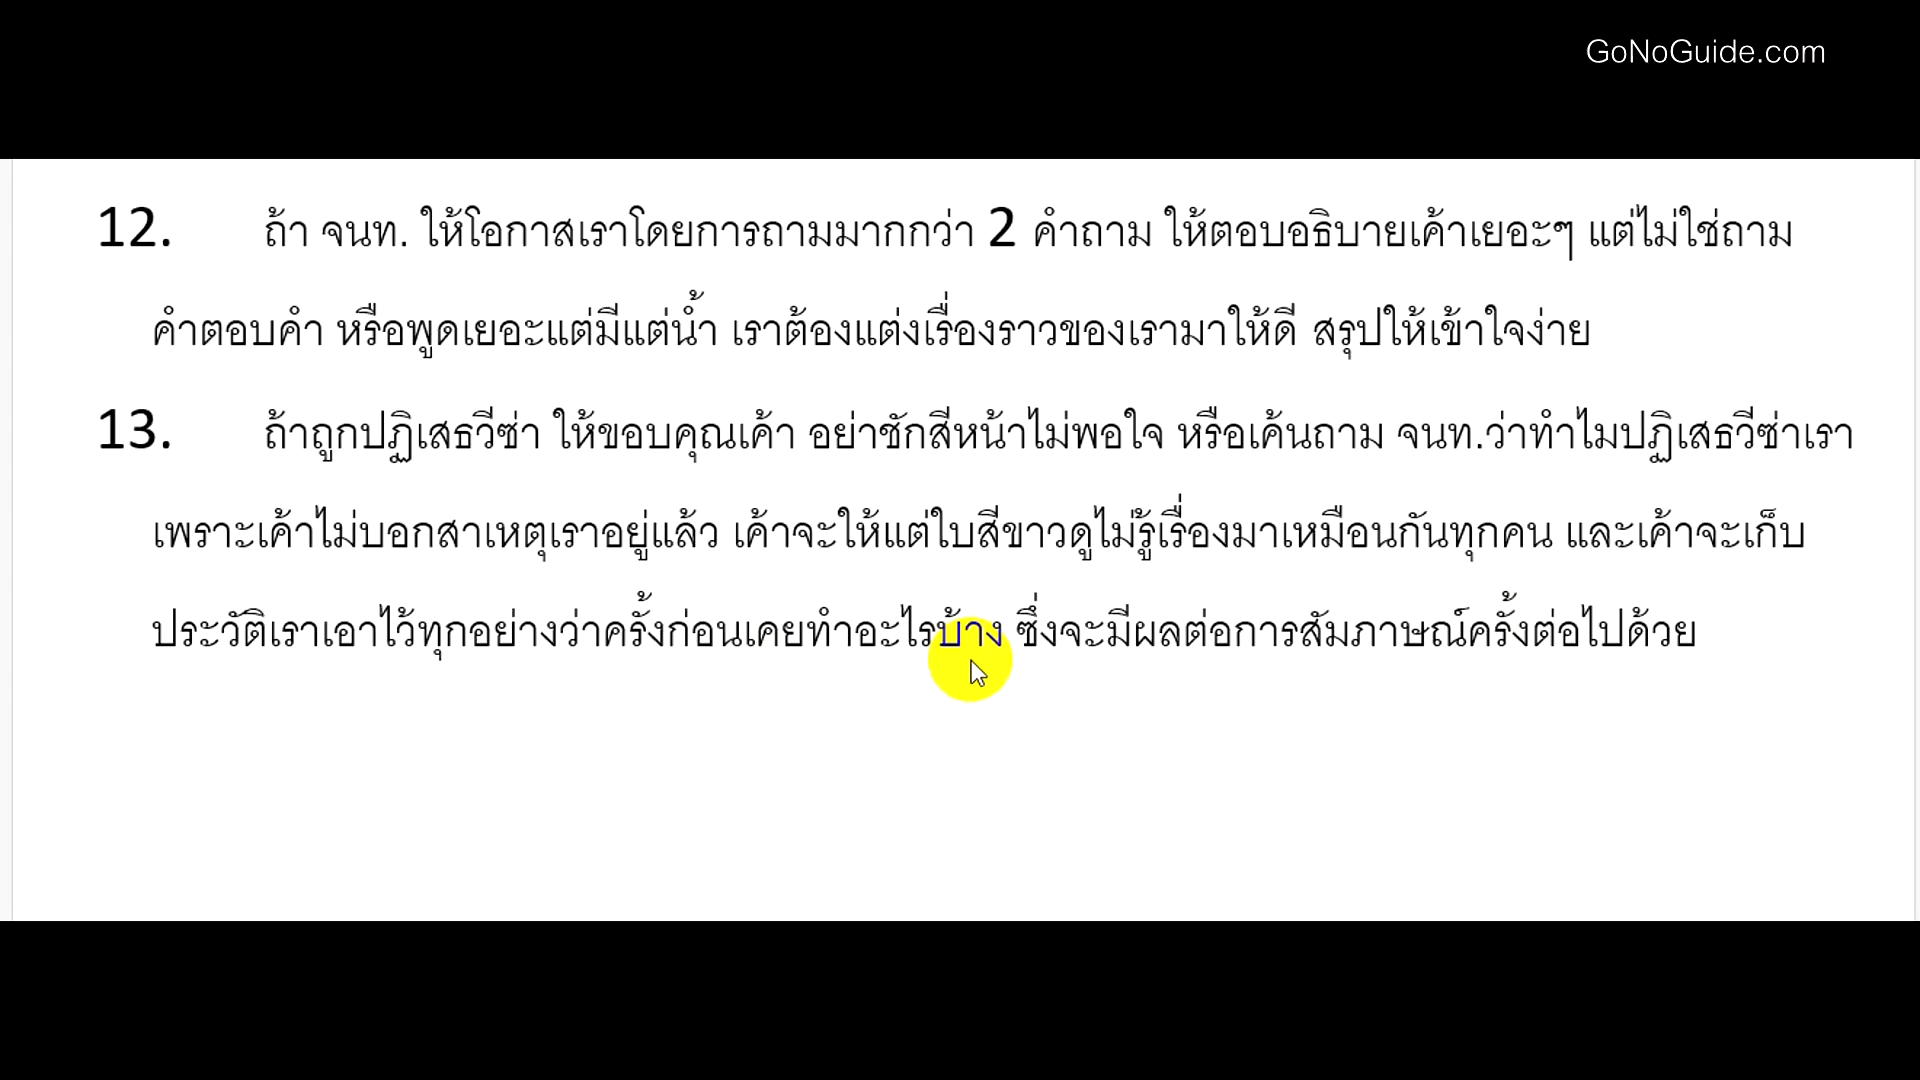 GoNoGuide.com
12. ถ้า จนท. ให้โอกาสเราโดยการถามมากกว่า 2 คำถาม ให้ตอบอธิบายเค้าเยอะๆ แต่ไม่ใช่ถาม
คำตอบคำ หรือพูดเยอะแต่มีแต่น้ำ เราต้องแต่งเรื่องราวของเรามาให้ดี สรุปให้เข้าใจง่าย
13. ถ้าถูกปฏิเสธวีซ่า ให้ขอบคุณเค้า อย่าชักสีหน้าไม่พอใจ หรือเค้นถาม จนท.ว่าทำไมปฏิเสธวีซ่าเรา
เพราะเค้าไม่บอกสาเหตุเราอยู่แล้ว เค้าจะให้แต่ใบสีขาวดูไม่รู้เรื่องมาเหมือนกันทุกคน และเค้าจะเก็บ
ประวัติเราเอาไว้ทุกอย่างว่าครั้งก่อนเคยทำอะไรบ้าง ซึ่งจะมีผลต่อการสัมภาษณ์ครั้งต่อไปด้วย